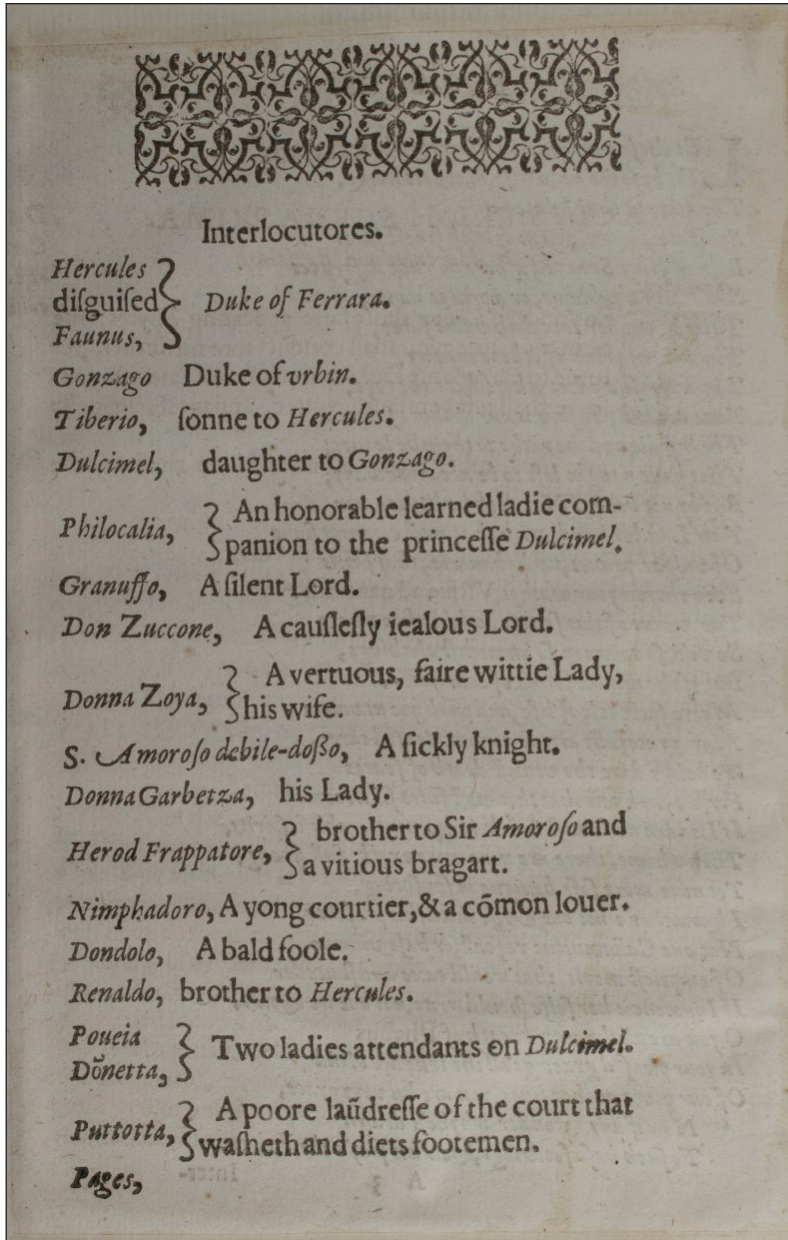 Interlocutores.
Hercules
diſguiſed Duke of Ferrara.
Faunus,
Gonzago Duke of vrbin.
Tiberio, ſonne to Hercules.
Dulcimel, daughter to Gonzago.
Philocalia, An honorable learned ladie com-
panion to the princeſſe Dulcimel.
Granuffo, A ſilent Lord.
Don Zuccone, A cauſleſly iealous Lord.
Donna Zoya, A vertuous, faire wittie Lady,
his wife.
S. Amoroſo debile-doſſo, A ſickly knight.
Donna Garbetza, his Lady.
Herod Frappatore, brother to Sir Amoroſo and
a vitious bragart.
Nimphadoro, A yong courtier, & a cōmon louer.
Dondolo, A bald foole.
Renaldo, brother to Hercules.
Poueia
Dõnetta, Two ladies attendants on Dulcimel.
Puttotta, A poore laũdreſſe of the court that
waſheth and diets footemen.
Pages,